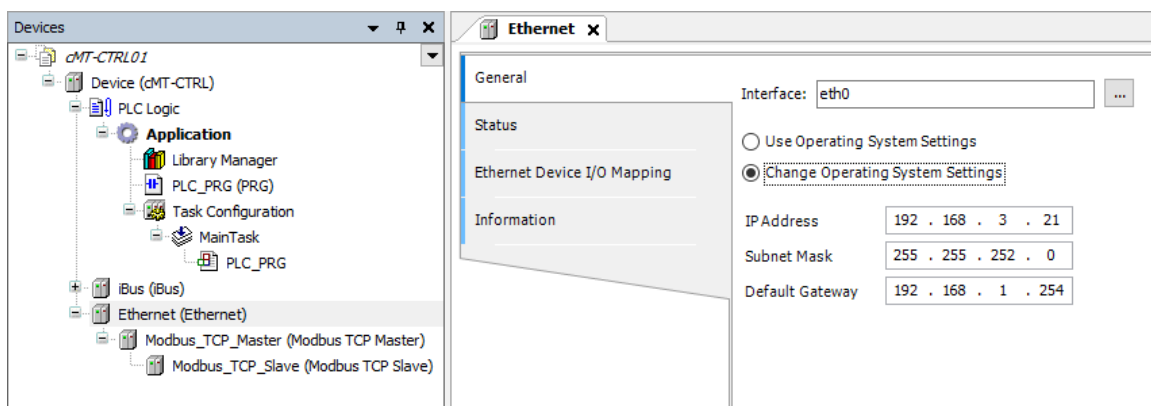 Devices
cMT-CTRL01
Device (cMT-CTRL)
PLC Logic
Application
Library Manager
PLC_PRG (PRG)
Task Configuration
MainTask
PLC_PRG
iBus (iBus)
Ethernet (Ethernet)
Modbus_TCP_Master (Modbus TCP Master)
Modbus_TCP_Slave (Modbus TCP Slave)
Ethernet
General
Status
Ethernet Device I/O Mapping
Information
Interface: eth0 ...
Use Operating System Settings
Change Operating System Settings
IP Address 192 . 168 . 3 . 21
Subnet Mask 255 . 255 . 252 . 0
Default Gateway 192 . 168 . 1 . 254